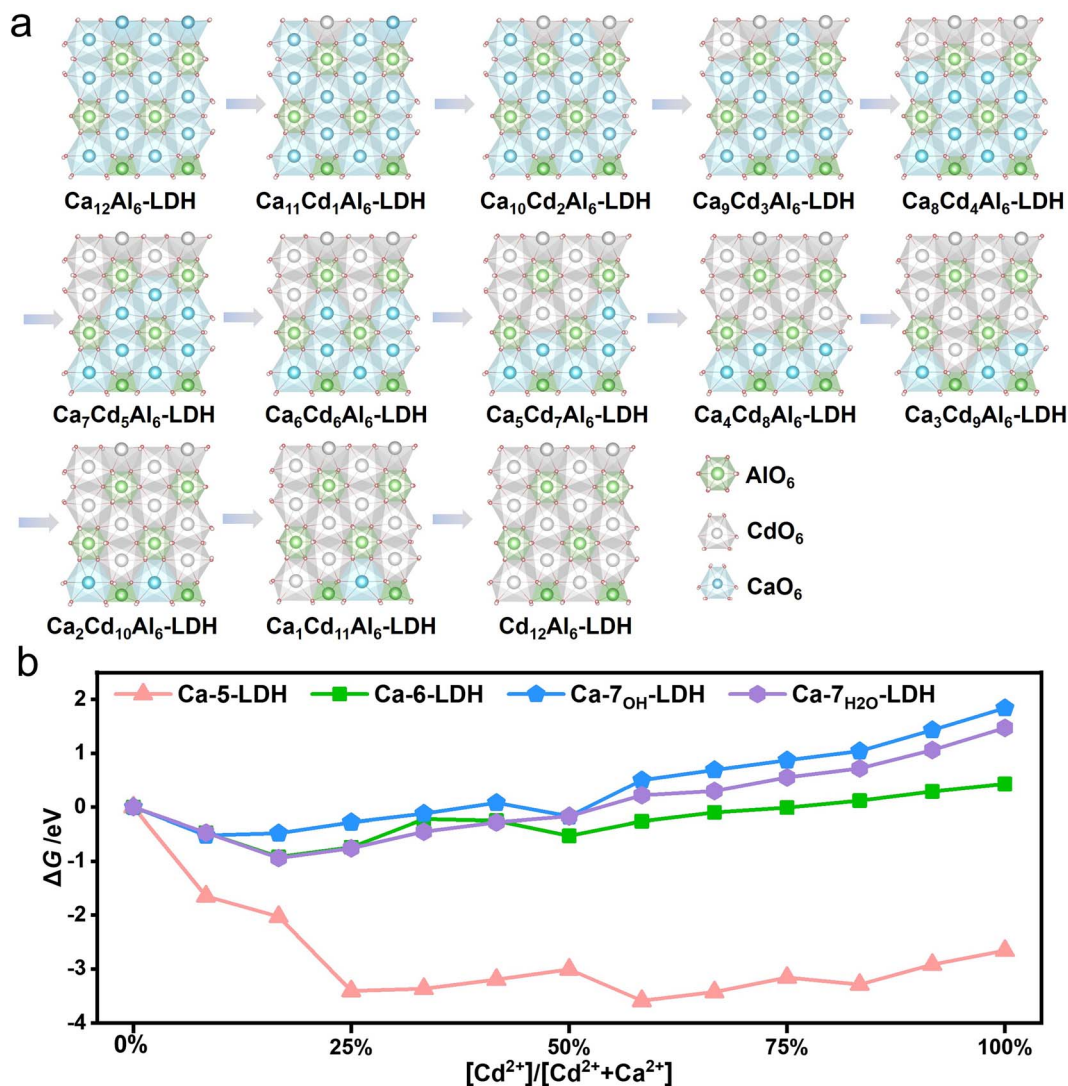 a
Ca₁₂Al₆-LDH
Ca₁₁Cd₁Al₆-LDH
Ca₁₀Cd₂Al₆-LDH
Ca₉Cd₃Al₆-LDH
Ca₈Cd₄Al₆-LDH
Ca₇Cd₅Al₆-LDH
Ca₆Cd₆Al₆-LDH
Ca₅Cd₇Al₆-LDH
Ca₄Cd₈Al₆-LDH
Ca₃Cd₉Al₆-LDH
Ca₂Cd₁₀Al₆-LDH
Ca₁Cd₁₁Al₆-LDH
Cd₁₂Al₆-LDH
AlO₆
CdO₆
CaO₆
b
Ca-5-LDH
Ca-6-LDH
Ca-7OH-LDH
Ca-7H2O-LDH
ΔG /eV
2
1
0
-1
-2
-3
-4
0%
25%
50%
75%
100%
[Cd²⁺]/[Cd²⁺+Ca²⁺]